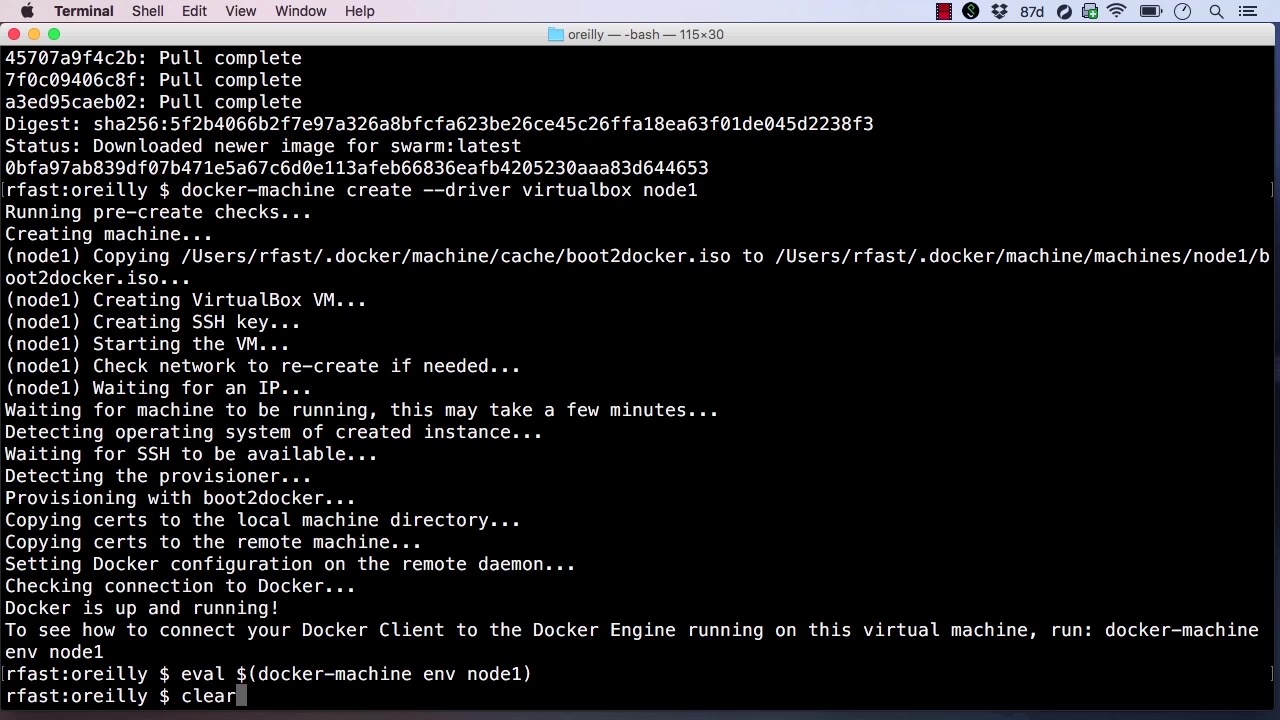 Terminal Shell Edit View Window Help 87d
oreilly — -bash — 115×30
45707a9f4c2b: Pull complete
7f0c09406c8f: Pull complete
a3ed95caeb02: Pull complete
Digest: sha256:5f2b4066b2f7e97a326a8bfcfa623be26ce45c26ffa18ea63f01de045d2238f3
Status: Downloaded newer image for swarm:latest
0bfa97ab839df07b471e5a67c6d0e113afeb66836eafb4205230aaa83d644653
rfast:oreilly $ docker-machine create --driver virtualbox node1
Running pre-create checks...
Creating machine...
(node1) Copying /Users/rfast/.docker/machine/cache/boot2docker.iso to /Users/rfast/.docker/machine/machines/node1/b
oot2docker.iso...
(node1) Creating VirtualBox VM...
(node1) Creating SSH key...
(node1) Starting the VM...
(node1) Check network to re-create if needed...
(node1) Waiting for an IP...
Waiting for machine to be running, this may take a few minutes...
Detecting operating system of created instance...
Waiting for SSH to be available...
Detecting the provisioner...
Provisioning with boot2docker...
Copying certs to the local machine directory...
Copying certs to the remote machine...
Setting Docker configuration on the remote daemon...
Checking connection to Docker...
Docker is up and running!
To see how to connect your Docker Client to the Docker Engine running on this virtual machine, run: docker-machine
env node1
rfast:oreilly $ eval $(docker-machine env node1)
rfast:oreilly $ clear